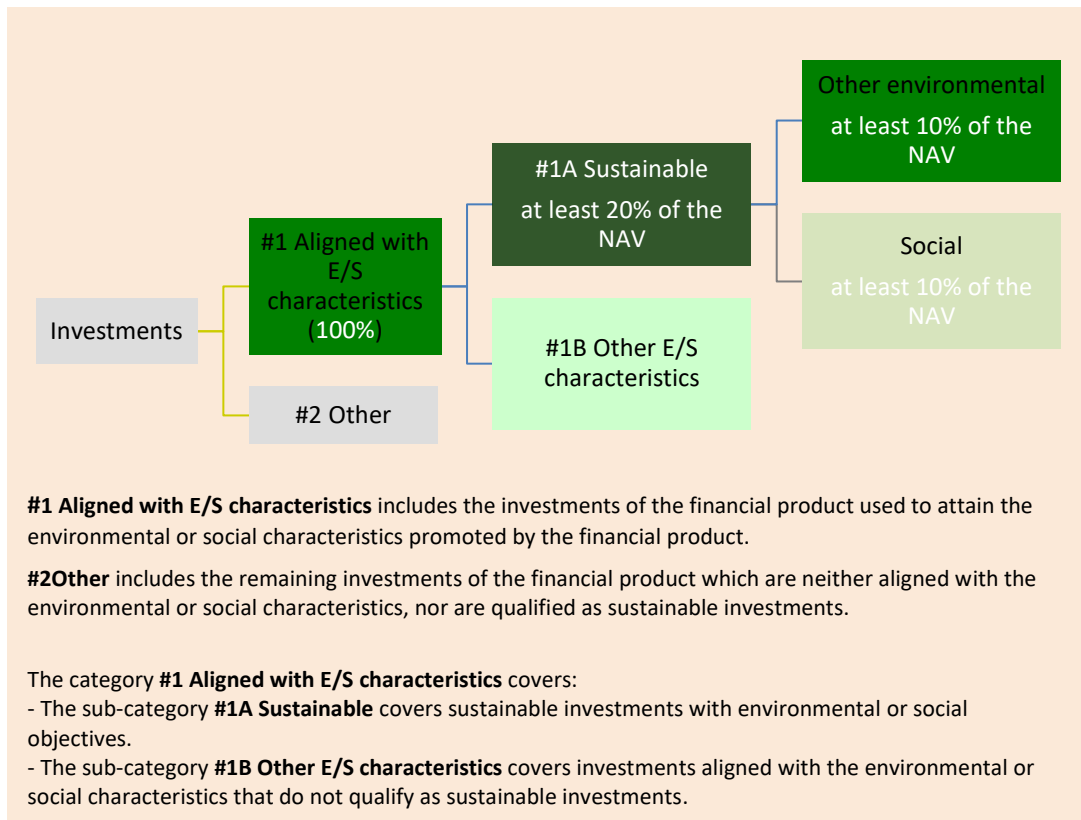 Other environmental
at least 10% of the
NAV
#1A Sustainable
at least 20% of the
NAV
#1 Aligned with
E/S
characteristics
(100%)
Social
at least 10% of the
NAV
Investments
#1B Other E/S
characteristics
#2 Other
#1 Aligned with E/S characteristics includes the investments of the financial product used to attain the
environmental or social characteristics promoted by the financial product.
#2Other includes the remaining investments of the financial product which are neither aligned with the
environmental or social characteristics, nor are qualified as sustainable investments.
The category #1 Aligned with E/S characteristics covers:
- The sub-category #1A Sustainable covers sustainable investments with environmental or social
objectives.
- The sub-category #1B Other E/S characteristics covers investments aligned with the environmental or
social characteristics that do not qualify as sustainable investments.